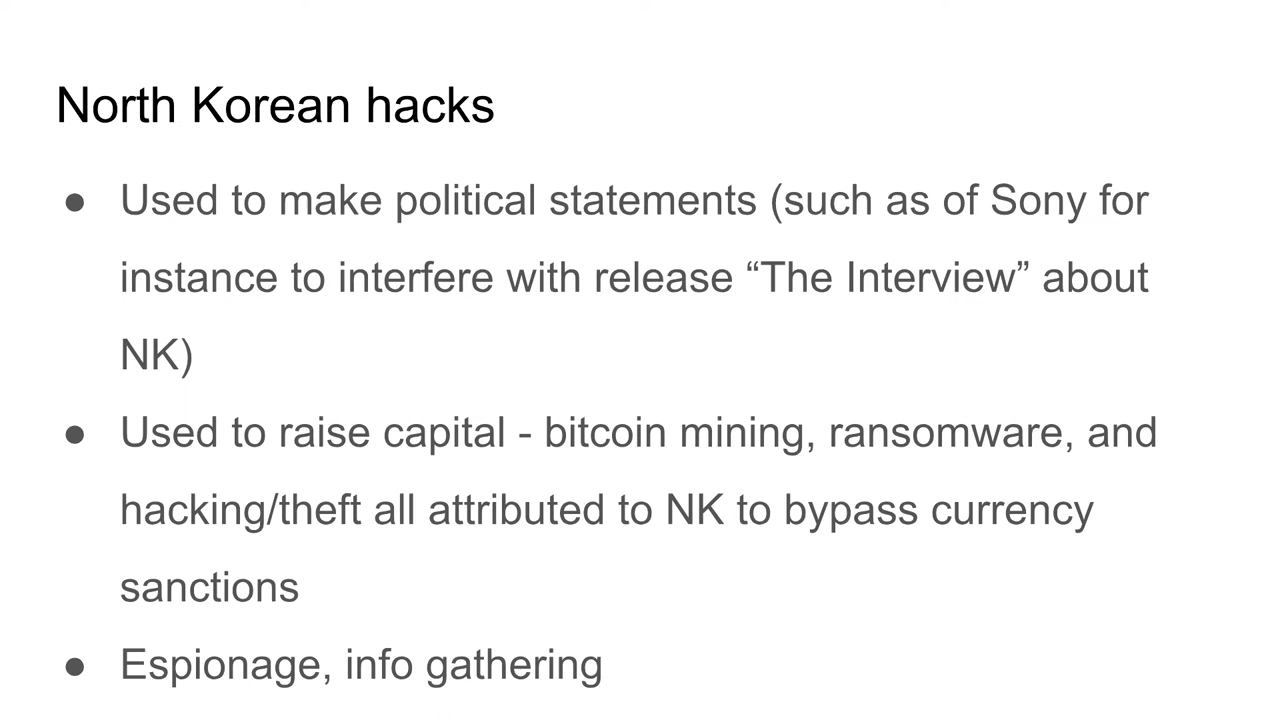 North Korean hacks
● Used to make political statements (such as of Sony for
instance to interfere with release “The Interview” about
NK)
● Used to raise capital - bitcoin mining, ransomware, and
hacking/theft all attributed to NK to bypass currency
sanctions
● Espionage, info gathering